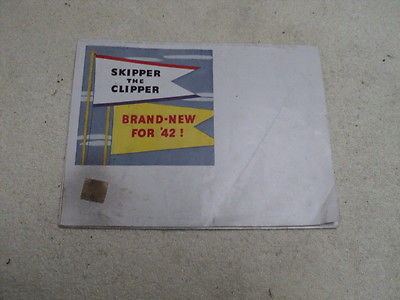 SKIPPER
THE
CLIPPER
BRAND-NEW
FOR '42!